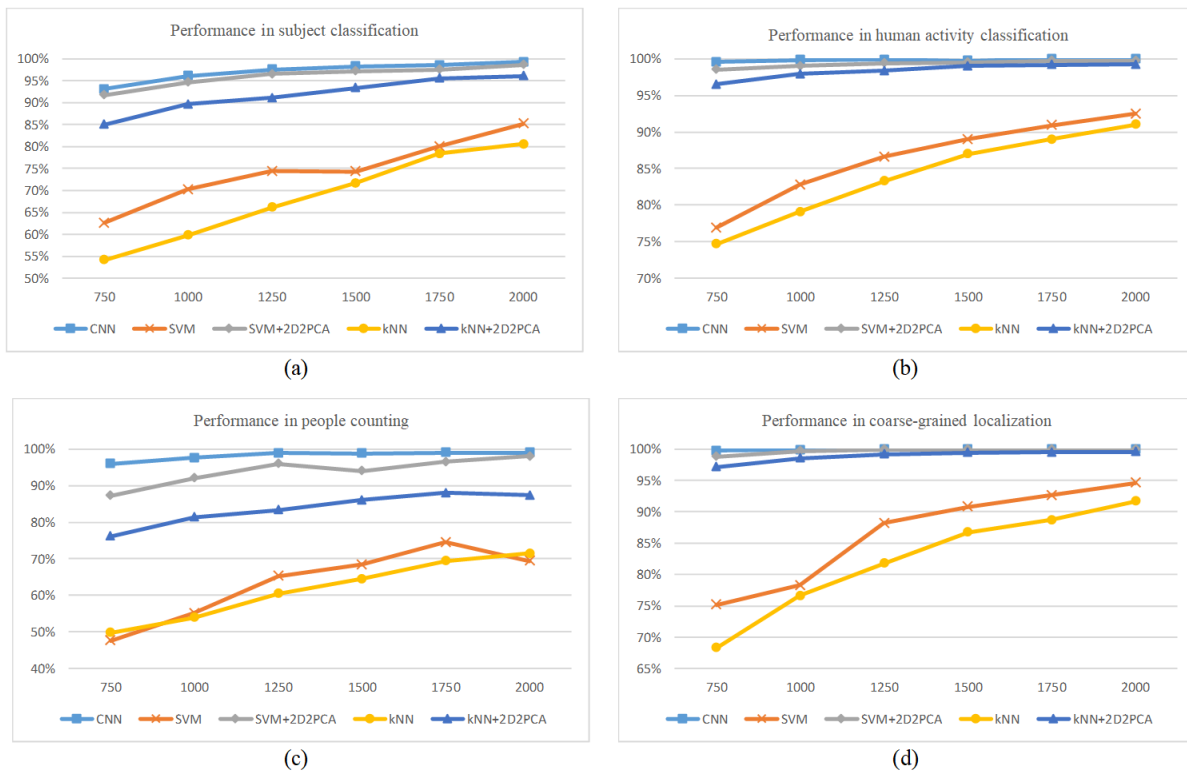 Performance in subject classification
100%
95%
90%
85%
80%
75%
70%
65%
60%
55%
50%
750 1000 1250 1500 1750 2000
CNN SVM SVM+2D2PCA kNN kNN+2D2PCA
(a)
Performance in human activity classification
100%
95%
90%
85%
80%
75%
70%
750 1000 1250 1500 1750 2000
CNN SVM SVM+2D2PCA kNN kNN+2D2PCA
(b)
Performance in people counting
100%
90%
80%
70%
60%
50%
40%
750 1000 1250 1500 1750 2000
CNN SVM SVM+2D2PCA kNN kNN+2D2PCA
(c)
Performance in coarse-grained localization
100%
95%
90%
85%
80%
75%
70%
65%
750 1000 1250 1500 1750 2000
CNN SVM SVM+2D2PCA kNN kNN+2D2PCA
(d)